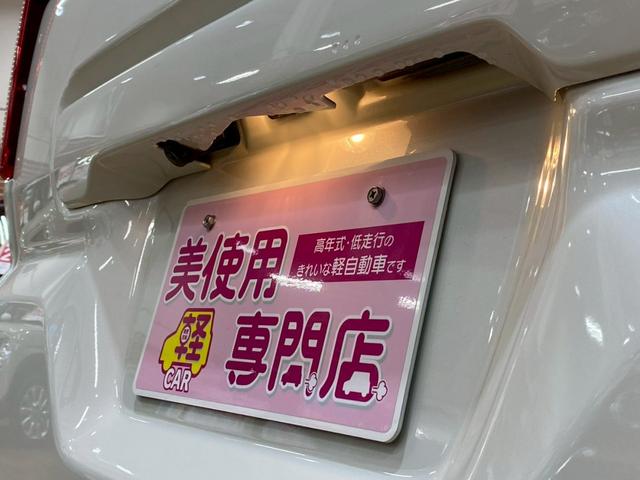 美使用
高年式・低走行の
きれいな軽自動車です
軽
CAR
専門店